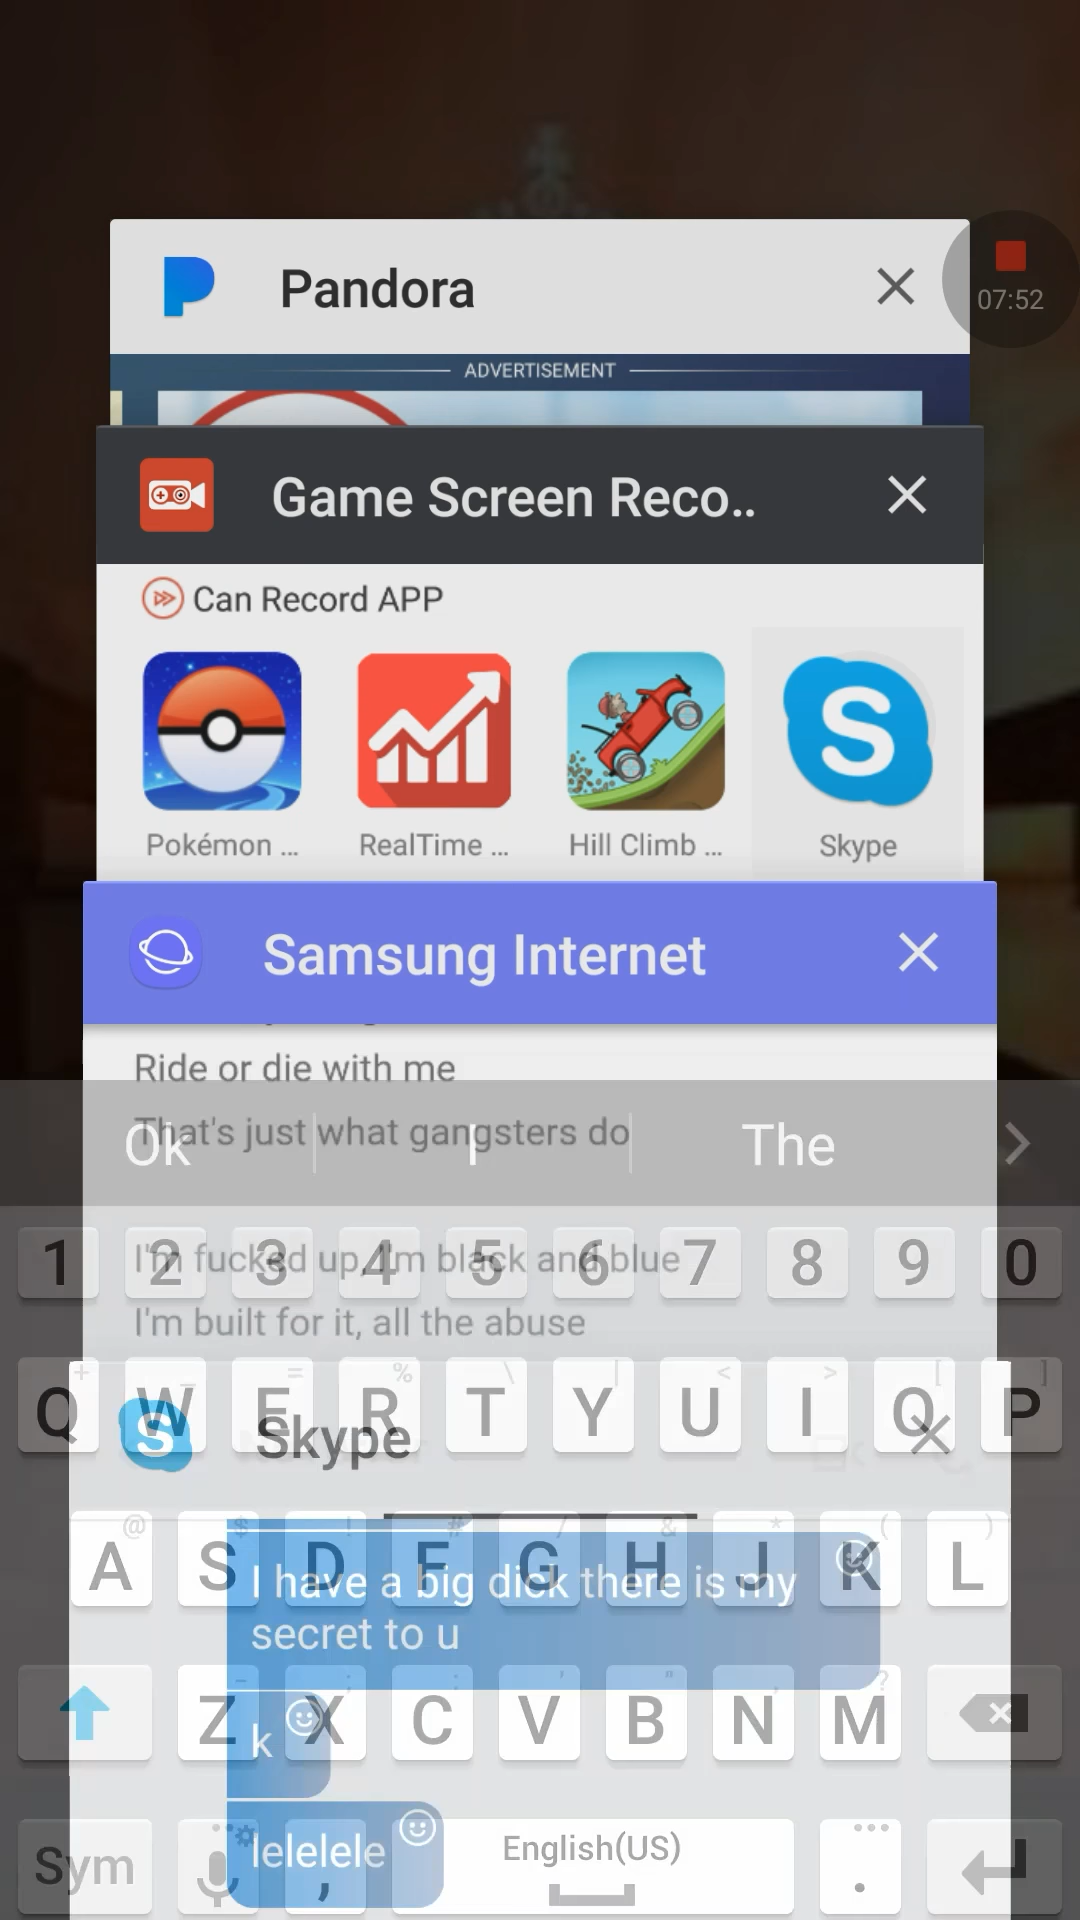 Pandora
07:52
ADVERTISEMENT
Game Screen Reco..
Can Record APP
Pokémon ...
RealTime ...
Hill Climb ...
Skype
Samsung Internet
Ride or die with me
That's just what gangsters do
Ok
I
The
1 2 3 4 5 6 7 8 9 0
I'm fucked up, I'm black and blue
I'm built for it, all the abuse
+ _ = % \ | < > [ ]
Q W E R T Y U I O P
Skype
@ $ ! # / & * ( )
A S D F G H J K L
I have a big dick there is my
secret to u
- ; : ' " , ?
Z X C V B N M
k
lelelele
Sym
,
English(US)
.